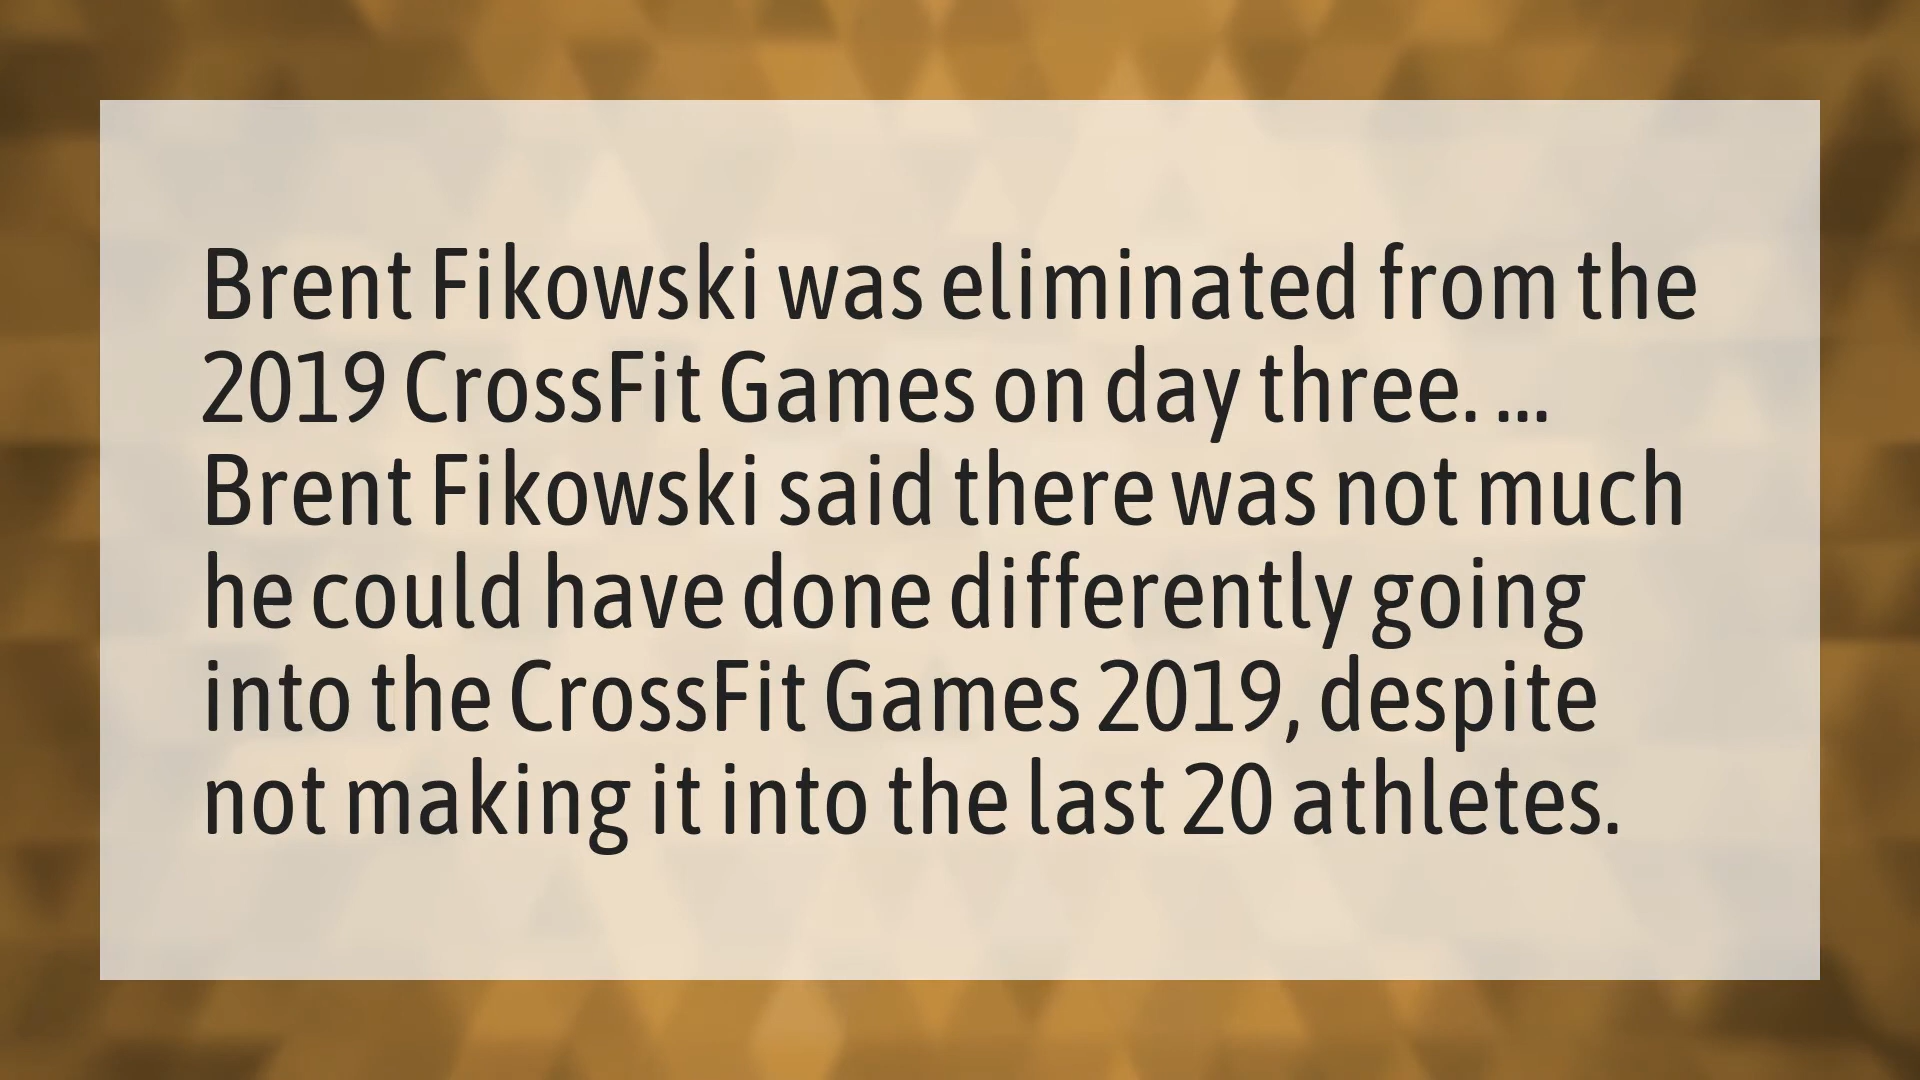 Brent Fikowski was eliminated from the
2019 CrossFit Games on day three. ...
Brent Fikowski said there was not much
he could have done differently going
into the CrossFit Games 2019, despite
not making it into the last 20 athletes.